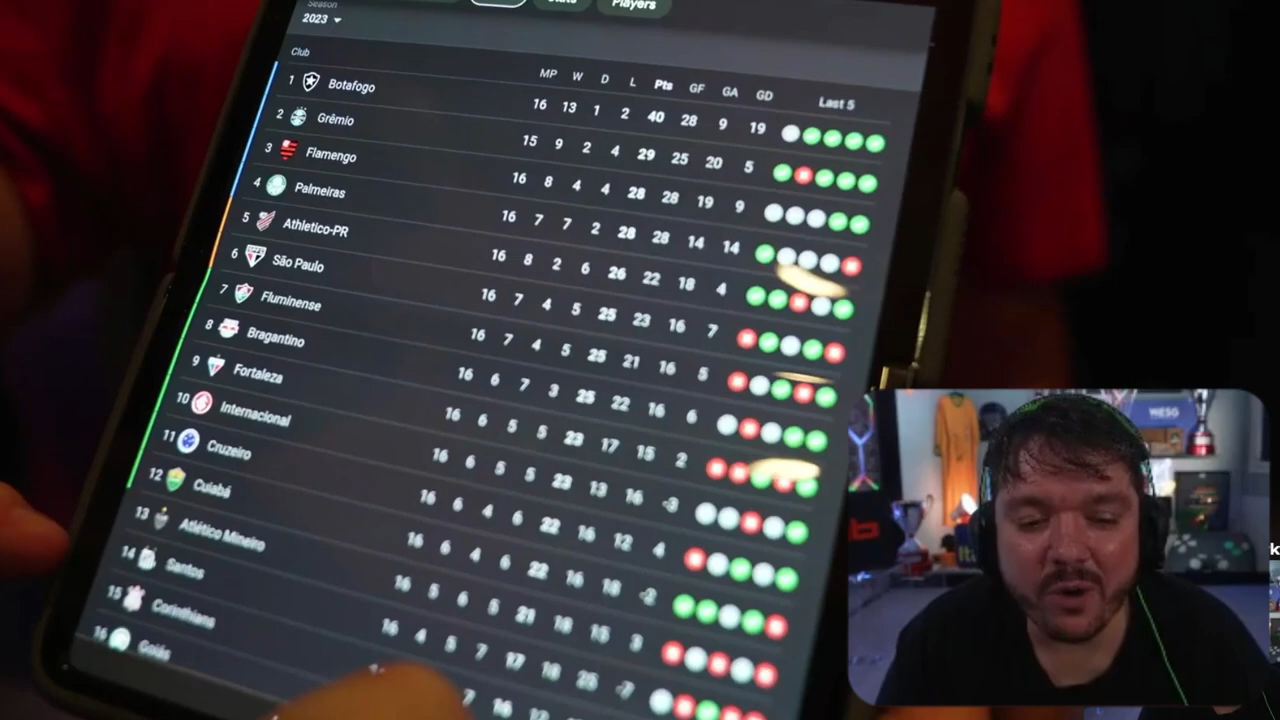 Season
Stats Players
2023
Club MP W D L Pts GF GA GD Last 5
1 Botafogo 16 13 1 2 40 28 9 19
2 Grêmio 15 9 2 4 29 25 20 5
3 Flamengo 16 8 4 4 28 28 19 9
4 Palmeiras 16 7 7 2 28 28 14 14
5 Athletico-PR 16 8 2 6 26 22 18 4
6 São Paulo 16 7 4 5 25 23 16 7
7 Fluminense 16 7 4 5 25 21 16 5
8 Bragantino 16 6 7 3 25 22 16 6
9 Fortaleza 16 6 5 5 23 17 15 2
10 Internacional 16 6 5 5 23 13 16 -3
11 Cruzeiro 16 6 4 6 22 16 12 4
12 Cuiabá 16 6 4 6 22 16 18 -2
13 Atlético Mineiro 16 5 6 5 21 18 15 3
14 Santos 16 4 5 7 17 18 25 -7
15 Corinthians 7 16
16 Goiás
WESG